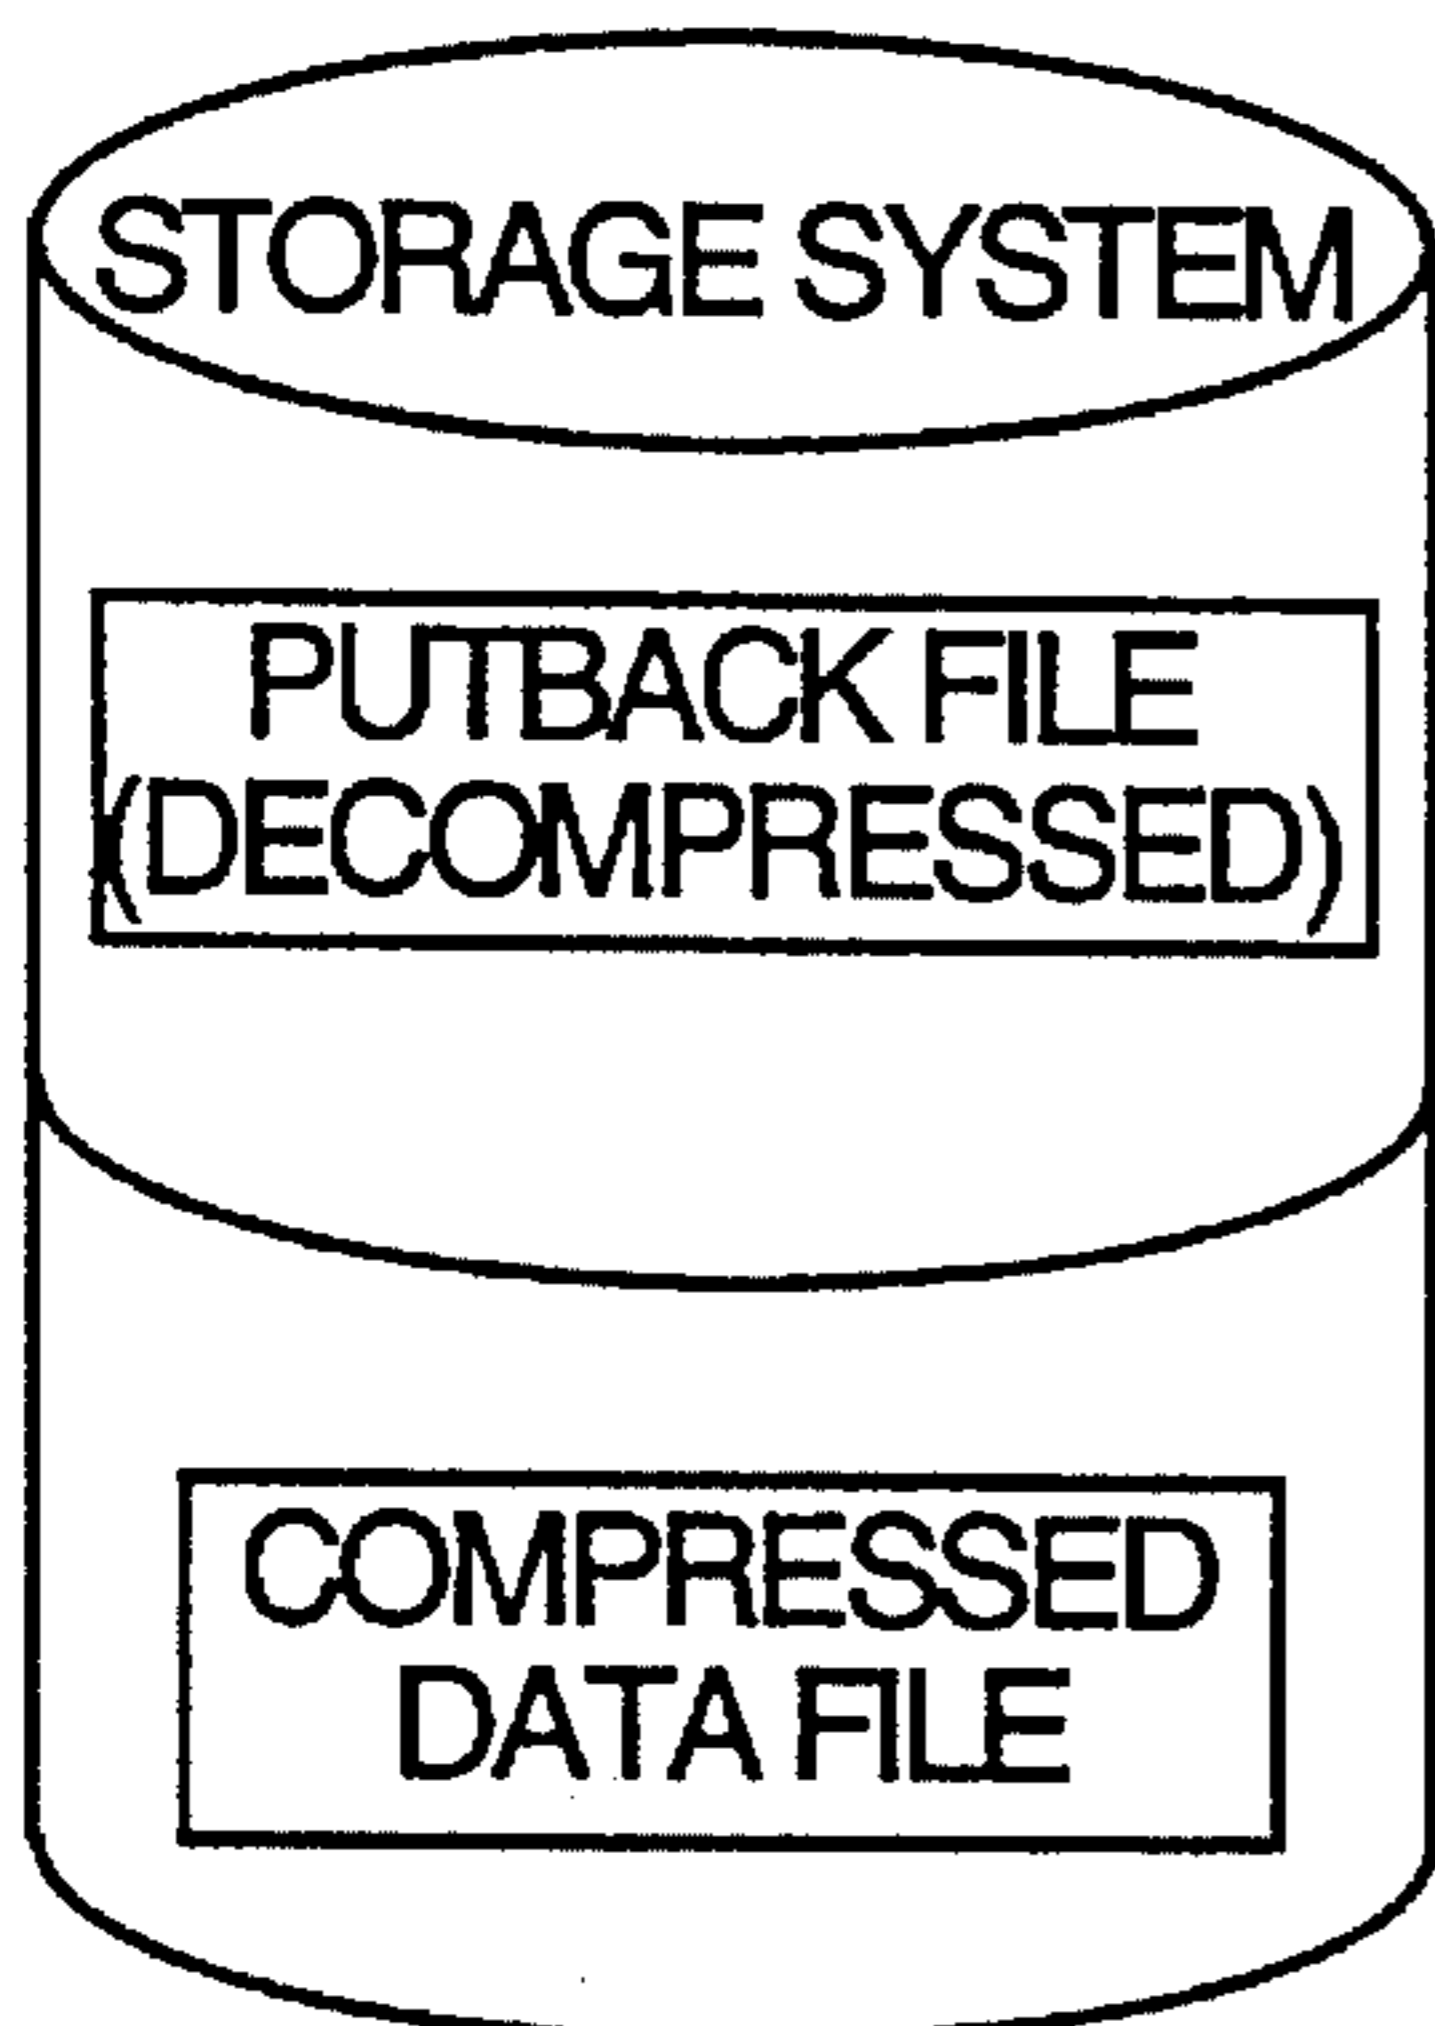 STORAGE SYSTEM
PUTBACK FILE
(DECOMPRESSED)
COMPRESSED
DATA FILE